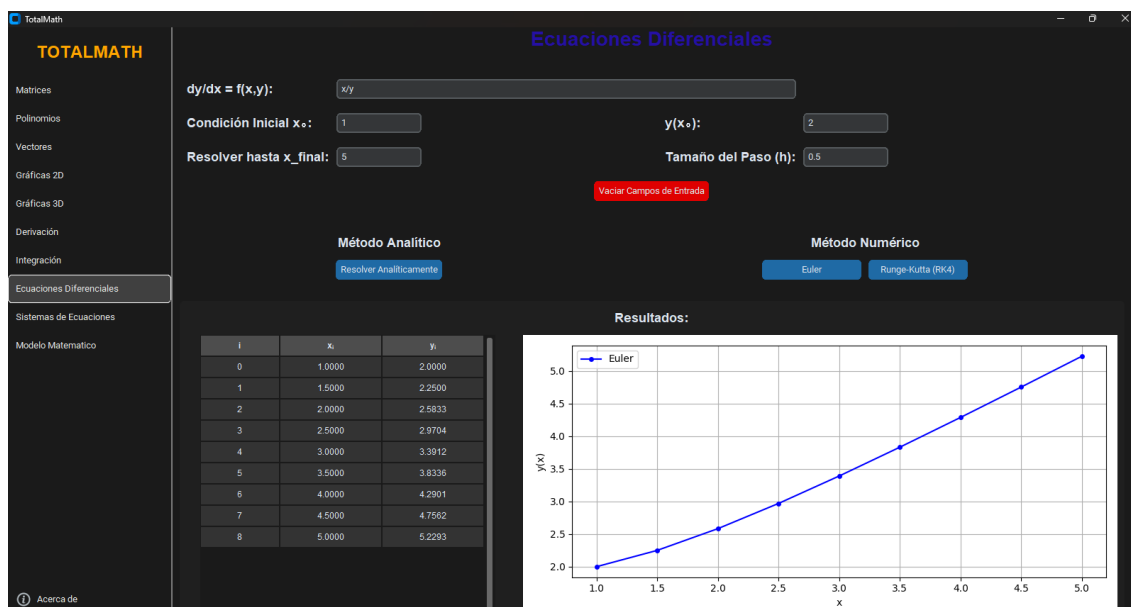 TotalMath
TOTALMATH
Matrices
Polinomios
Vectores
Gráficas 2D
Gráficas 3D
Derivación
Integración
Ecuaciones Diferenciales
Sistemas de Ecuaciones
Modelo Matematico
Acerca de
Ecuaciones Diferenciales
dy/dx = f(x,y): x/y
Condición Inicial x₀: 1 y(x₀): 2
Resolver hasta x_final: 5 Tamaño del Paso (h): 0.5
Vaciar Campos de Entrada
Método Analítico Método Numérico
Resolver Analíticamente Euler Runge-Kutta (RK4)
Resultados:
i xᵢ yᵢ
0 1.0000 2.0000
1 1.5000 2.2500
2 2.0000 2.5833
3 2.5000 2.9704
4 3.0000 3.3912
5 3.5000 3.8336
6 4.0000 4.2901
7 4.5000 4.7562
8 5.0000 5.2293
Euler
5.0
4.5
4.0
3.5
3.0
2.5
2.0
y(x)
1.0 1.5 2.0 2.5 3.0 3.5 4.0 4.5 5.0
x